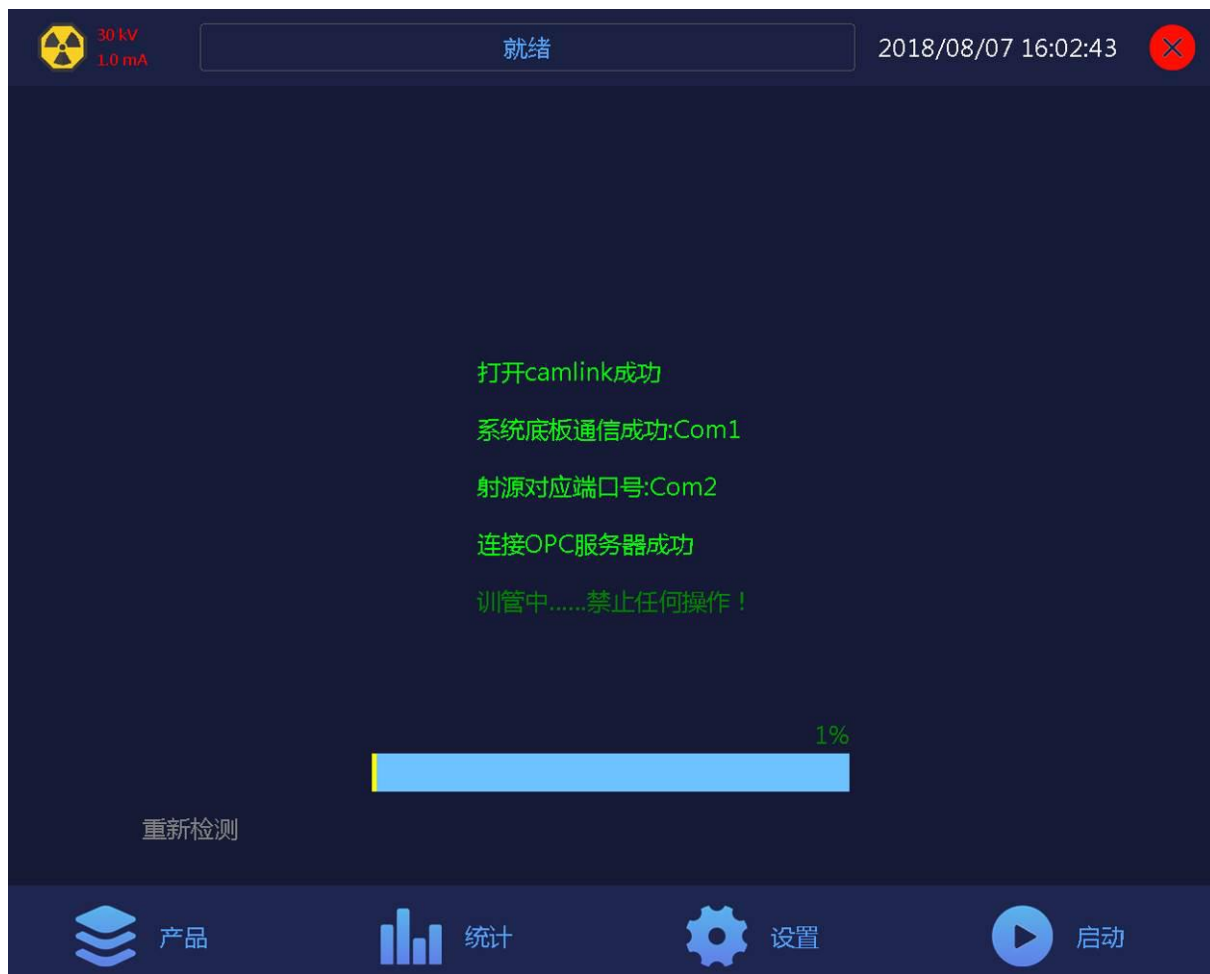 30 kV
1.0 mA
就绪
2018/08/07 16:02:43
打开camlink成功
系统底板通信成功:Com1
射源对应端口号:Com2
连接OPC服务器成功
训管中......禁止任何操作！
1%
重新检测
产品
统计
设置
启动